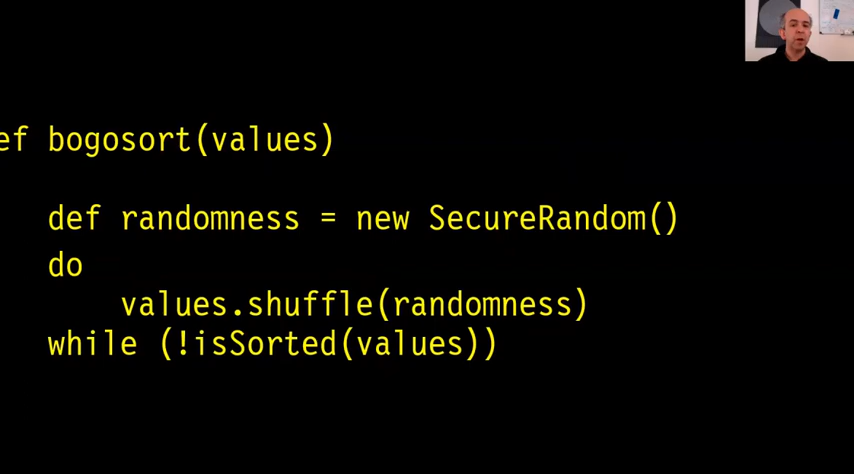 ef bogosort(values)
def randomness = new SecureRandom()
do
values.shuffle(randomness)
while (!isSorted(values))